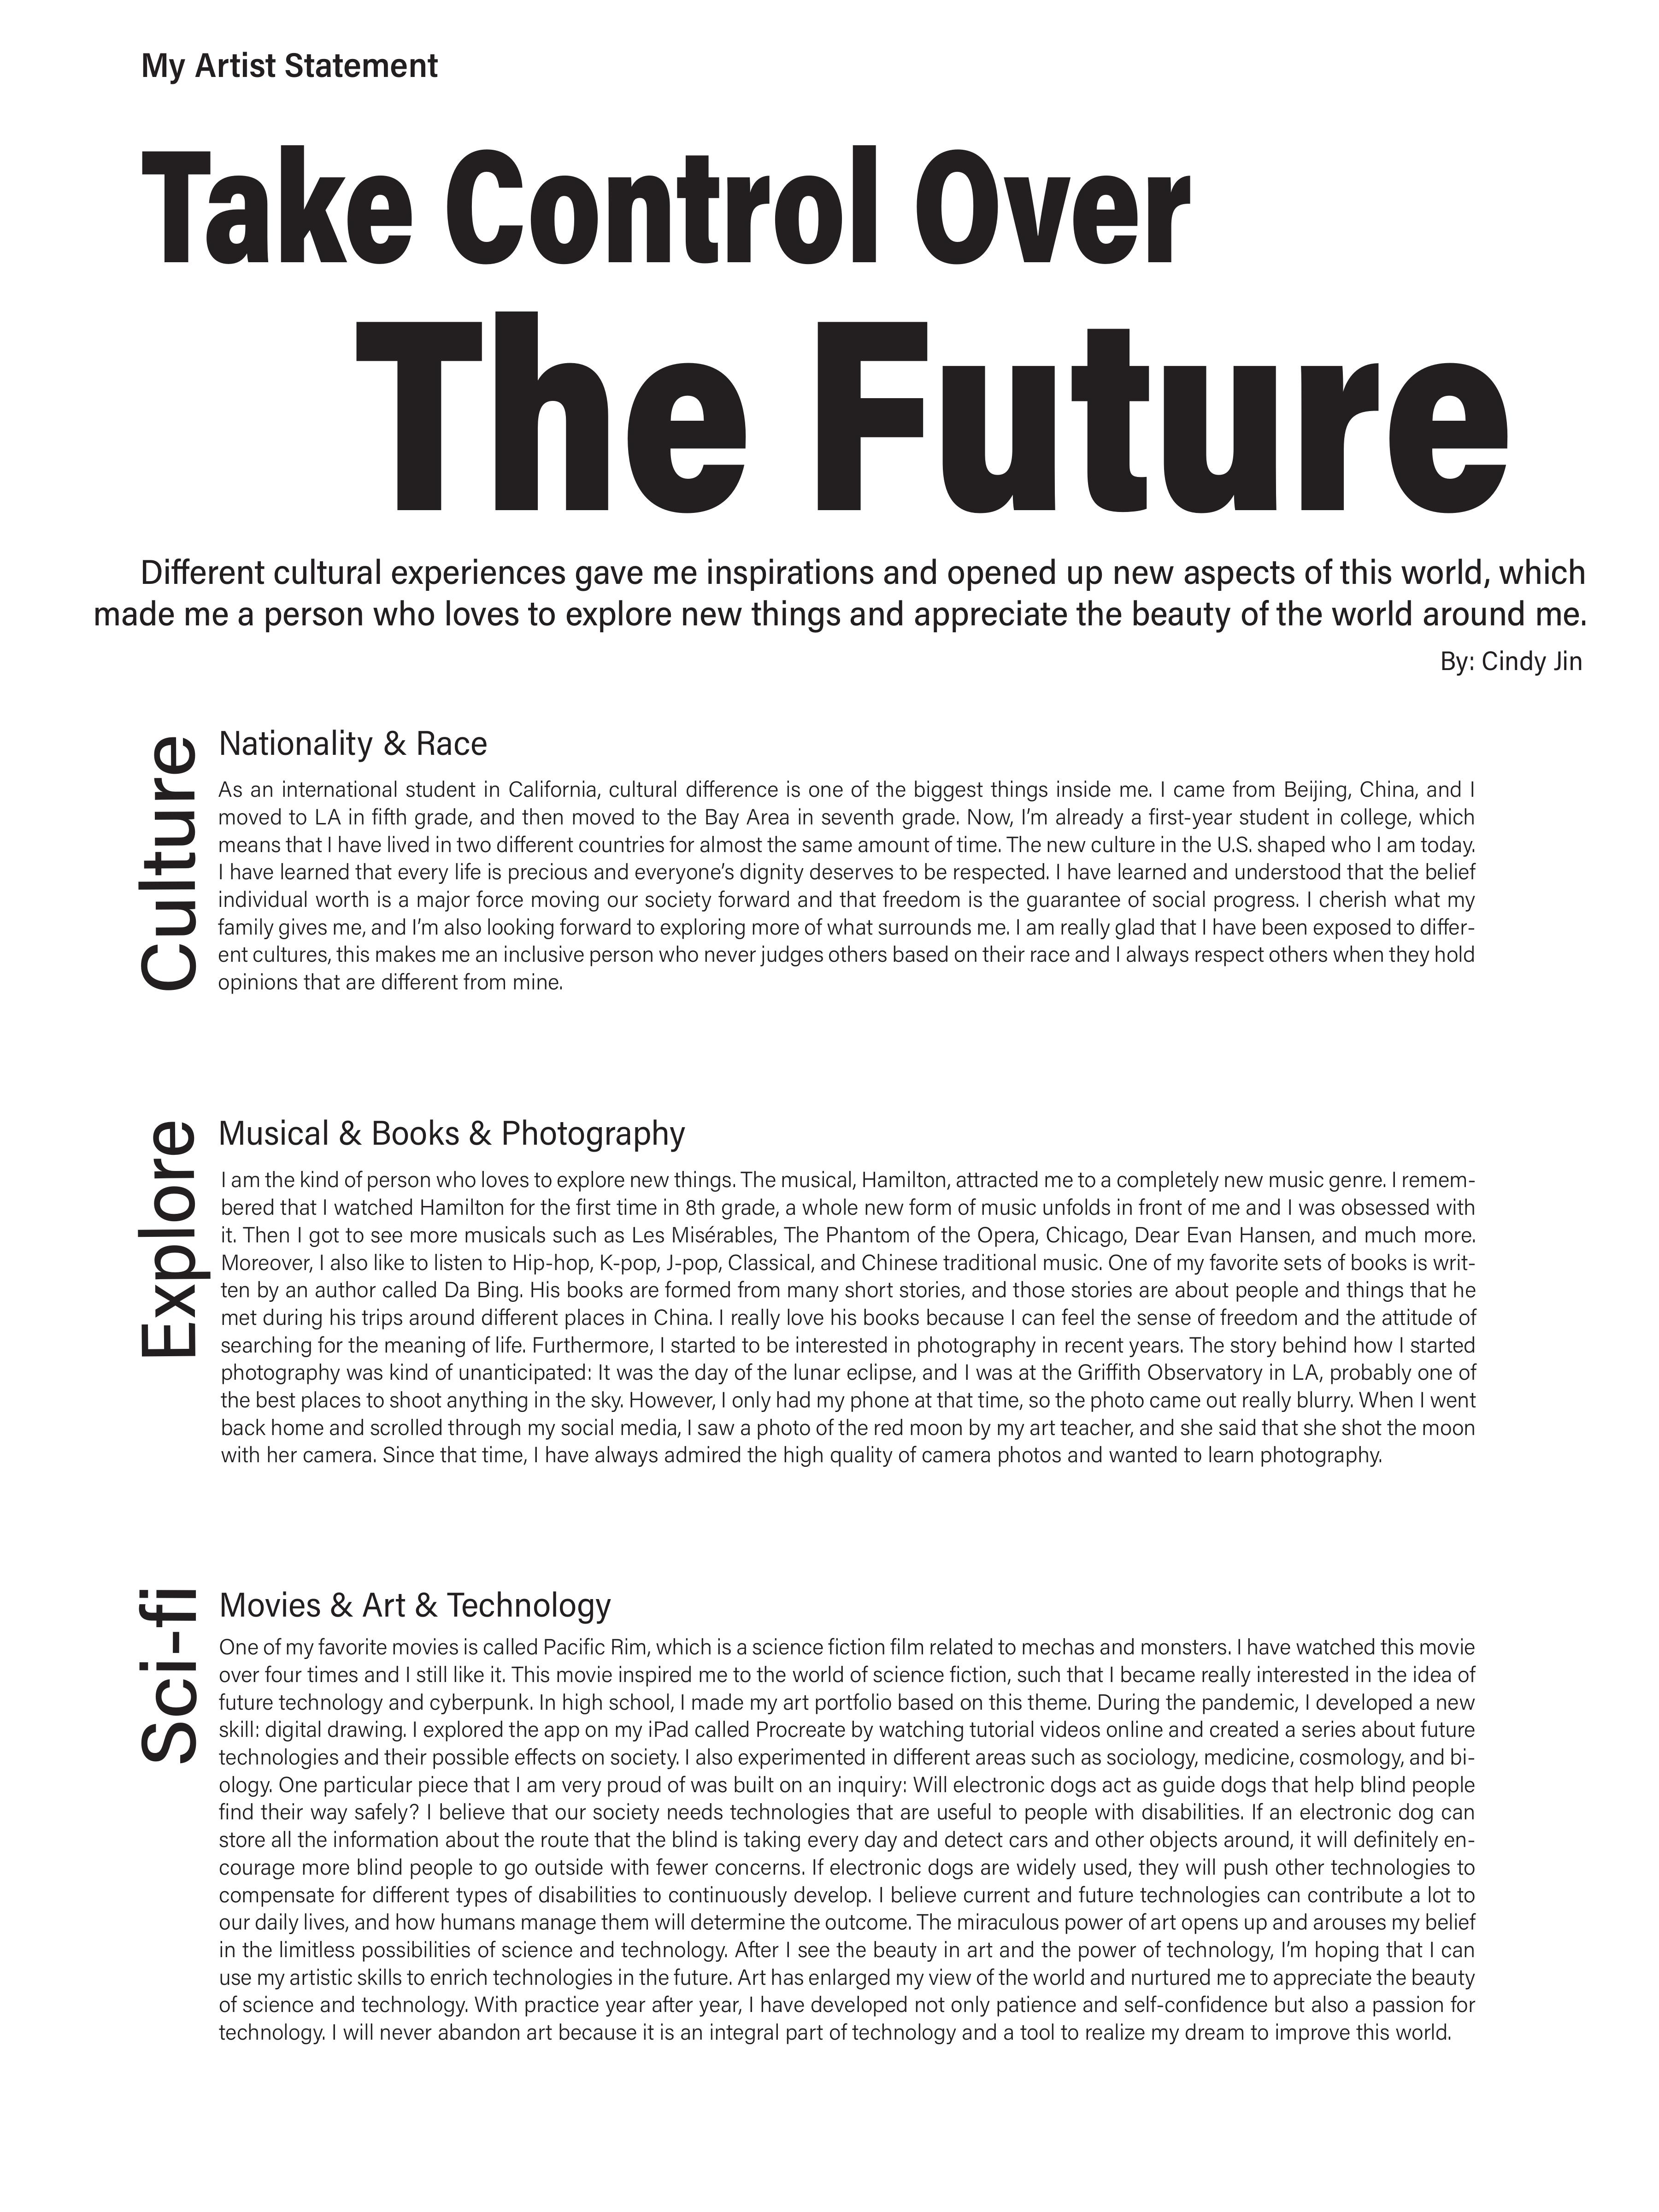 My Artist Statement
Take Control Over
The Future
Different cultural experiences gave me inspirations and opened up new aspects of this world, which
made me a person who loves to explore new things and appreciate the beauty of the world around me.
By: Cindy Jin
Culture
Nationality & Race
As an international student in California, cultural difference is one of the biggest things inside me. I came from Beijing, China, and I
moved to LA in fifth grade, and then moved to the Bay Area in seventh grade. Now, I’m already a first-year student in college, which
means that I have lived in two different countries for almost the same amount of time. The new culture in the U.S. shaped who I am today.
I have learned that every life is precious and everyone’s dignity deserves to be respected. I have learned and understood that the belief
individual worth is a major force moving our society forward and that freedom is the guarantee of social progress. I cherish what my
family gives me, and I’m also looking forward to exploring more of what surrounds me. I am really glad that I have been exposed to differ-
ent cultures, this makes me an inclusive person who never judges others based on their race and I always respect others when they hold
opinions that are different from mine.
Explore
Musical & Books & Photography
I am the kind of person who loves to explore new things. The musical, Hamilton, attracted me to a completely new music genre. I remem-
bered that I watched Hamilton for the first time in 8th grade, a whole new form of music unfolds in front of me and I was obsessed with
it. Then I got to see more musicals such as Les Misérables, The Phantom of the Opera, Chicago, Dear Evan Hansen, and much more.
Moreover, I also like to listen to Hip-hop, K-pop, J-pop, Classical, and Chinese traditional music. One of my favorite sets of books is writ-
ten by an author called Da Bing. His books are formed from many short stories, and those stories are about people and things that he
met during his trips around different places in China. I really love his books because I can feel the sense of freedom and the attitude of
searching for the meaning of life. Furthermore, I started to be interested in photography in recent years. The story behind how I started
photography was kind of unanticipated: It was the day of the lunar eclipse, and I was at the Griffith Observatory in LA, probably one of
the best places to shoot anything in the sky. However, I only had my phone at that time, so the photo came out really blurry. When I went
back home and scrolled through my social media, I saw a photo of the red moon by my art teacher, and she said that she shot the moon
with her camera. Since that time, I have always admired the high quality of camera photos and wanted to learn photography.
Sci-fi
Movies & Art & Technology
One of my favorite movies is called Pacific Rim, which is a science fiction film related to mechas and monsters. I have watched this movie
over four times and I still like it. This movie inspired me to the world of science fiction, such that I became really interested in the idea of
future technology and cyberpunk. In high school, I made my art portfolio based on this theme. During the pandemic, I developed a new
skill: digital drawing. I explored the app on my iPad called Procreate by watching tutorial videos online and created a series about future
technologies and their possible effects on society. I also experimented in different areas such as sociology, medicine, cosmology, and bi-
ology. One particular piece that I am very proud of was built on an inquiry: Will electronic dogs act as guide dogs that help blind people
find their way safely? I believe that our society needs technologies that are useful to people with disabilities. If an electronic dog can
store all the information about the route that the blind is taking every day and detect cars and other objects around, it will definitely en-
courage more blind people to go outside with fewer concerns. If electronic dogs are widely used, they will push other technologies to
compensate for different types of disabilities to continuously develop. I believe current and future technologies can contribute a lot to
our daily lives, and how humans manage them will determine the outcome. The miraculous power of art opens up and arouses my belief
in the limitless possibilities of science and technology. After I see the beauty in art and the power of technology, I’m hoping that I can
use my artistic skills to enrich technologies in the future. Art has enlarged my view of the world and nurtured me to appreciate the beauty
of science and technology. With practice year after year, I have developed not only patience and self-confidence but also a passion for
technology. I will never abandon art because it is an integral part of technology and a tool to realize my dream to improve this world.